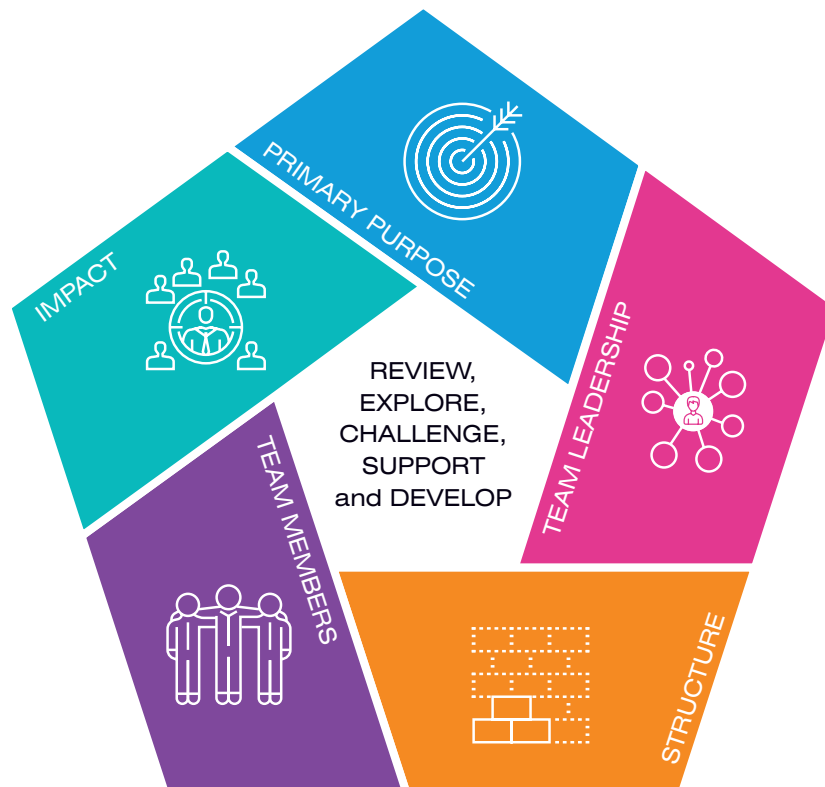 PRIMARY PURPOSE
IMPACT
TEAM LEADERSHIP
REVIEW,
EXPLORE,
CHALLENGE,
SUPPORT
and DEVELOP
TEAM MEMBERS
STRUCTURE